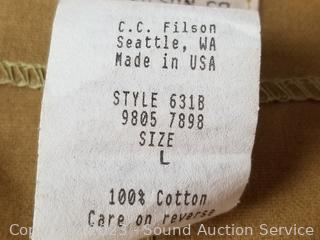 C.C. Filson
Seattle, WA
Made in USA
STYLE 631B
9805 7898
SIZE
L
100% Cotton
Care on reverse
2023 - Sound Auction Service